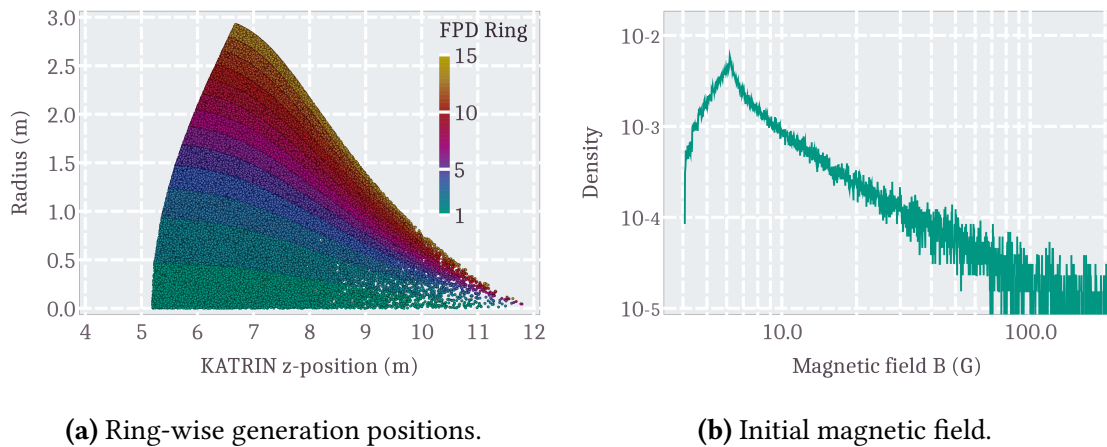 FPD Ring
15
10
5
1
3.0
2.5
2.0
1.5
1.0
0.5
0.0
Radius (m)
4 5 6 7 8 9 10 11 12
KATRIN z-position (m)
(a) Ring-wise generation positions.
10-2
10-3
10-4
10-5
Density
10.0 100.0
Magnetic field B (G)
(b) Initial magnetic field.